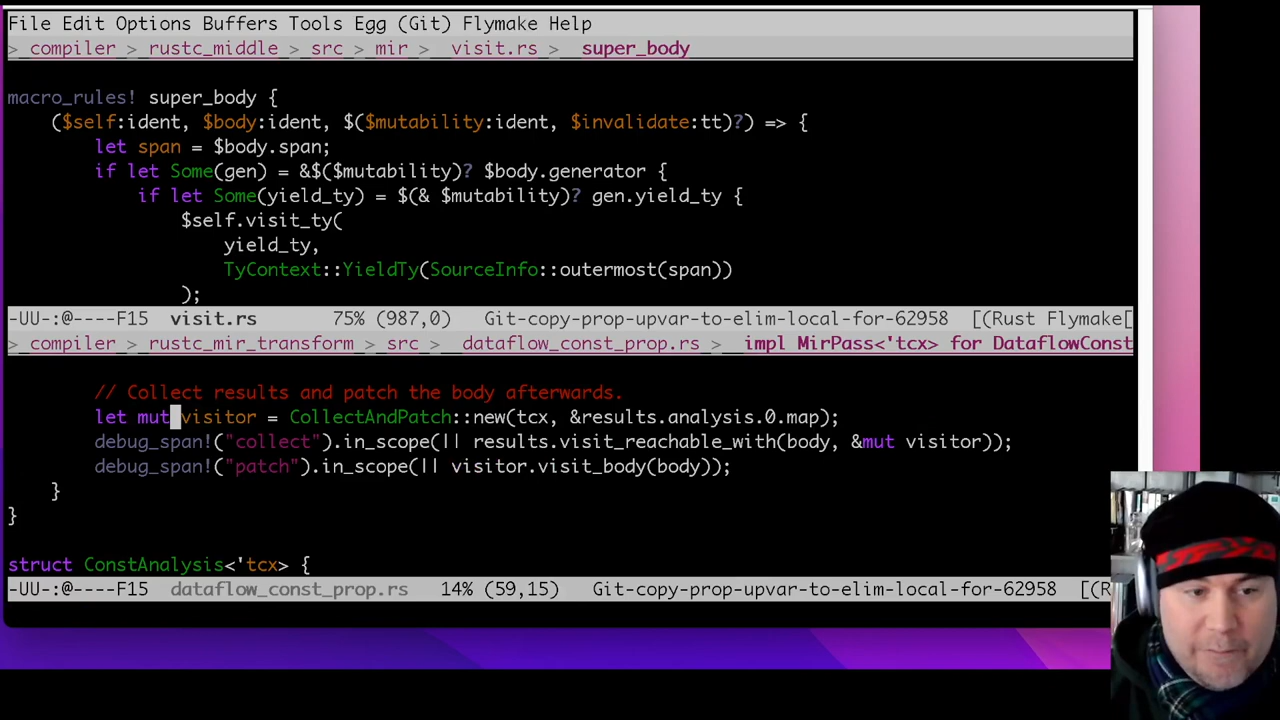 File Edit Options Buffers Tools Egg (Git) Flymake Help
> compiler > rustc_middle > src > mir > visit.rs > super_body
macro_rules! super_body {
($self:ident, $body:ident, $($mutability:ident, $invalidate:tt)?) => {
let span = $body.span;
if let Some(gen) = &$($mutability)? $body.generator {
if let Some(yield_ty) = $(& $mutability)? gen.yield_ty {
$self.visit_ty(
yield_ty,
TyContext::YieldTy(SourceInfo::outermost(span))
);
-UU-:@----F15 visit.rs 75% (987,0) Git-copy-prop-upvar-to-elim-local-for-62958 [(Rust Flymake[
> compiler > rustc_mir_transform > src > dataflow_const_prop.rs > impl MirPass<'tcx> for DataflowConst
// Collect results and patch the body afterwards.
let mut visitor = CollectAndPatch::new(tcx, &results.analysis.0.map);
debug_span!("collect").in_scope(|| results.visit_reachable_with(body, &mut visitor));
debug_span!("patch").in_scope(|| visitor.visit_body(body));
}
}
struct ConstAnalysis<'tcx> {
-UU-:@----F15 dataflow_const_prop.rs 14% (59,15) Git-copy-prop-upvar-to-elim-local-for-62958 [(R